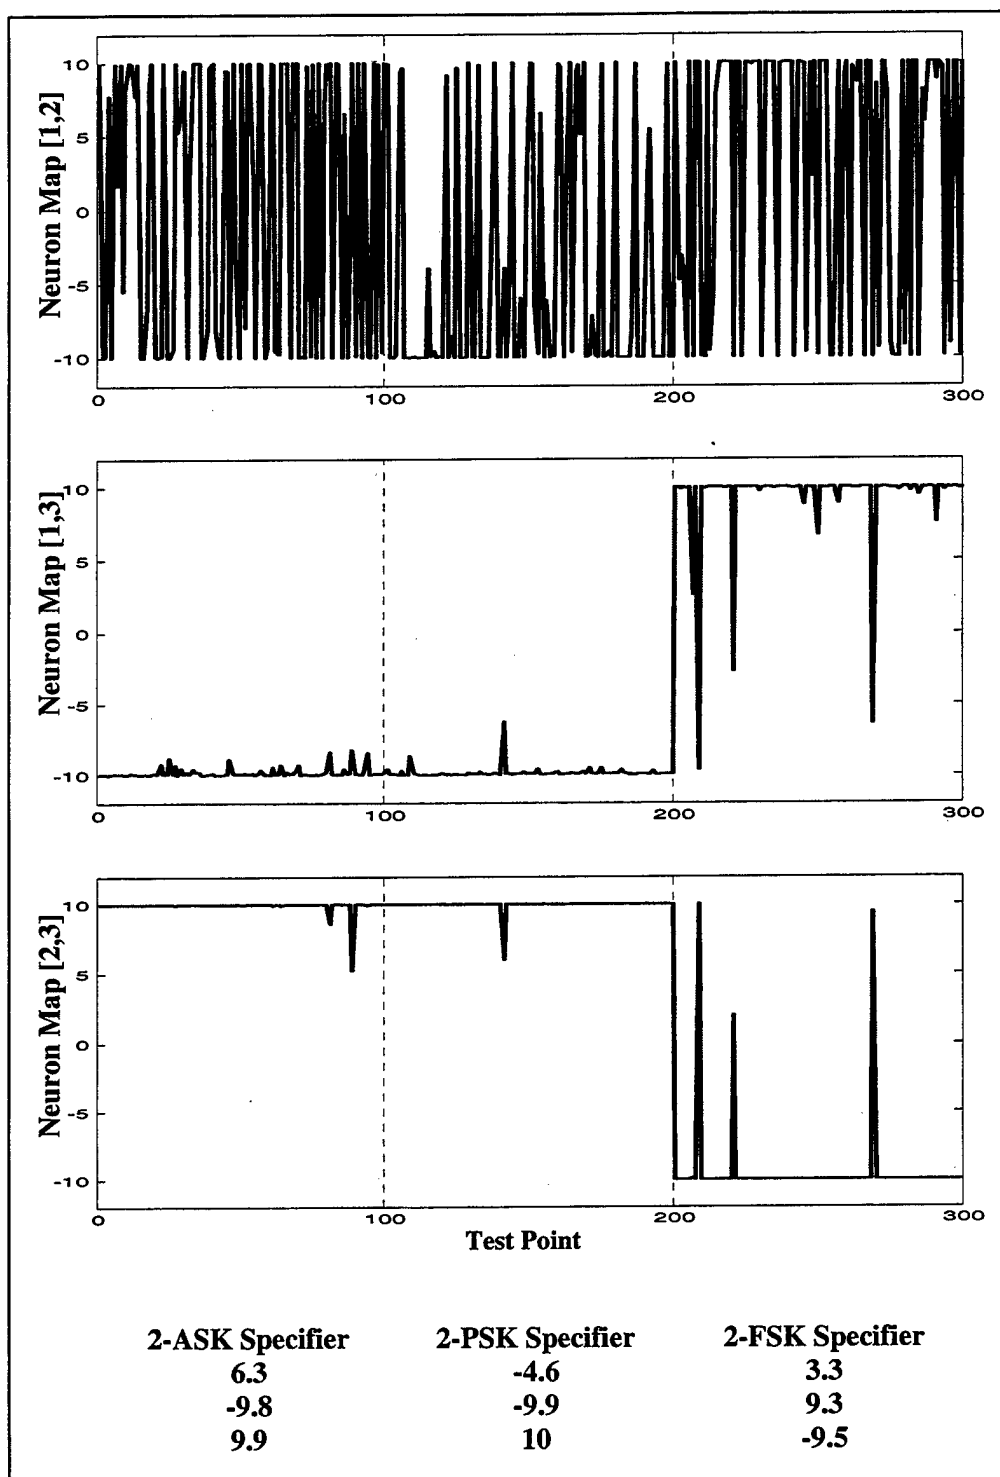 Neuron Map [1,2]
10
5
0
-5
-10
0 100 200 300
Neuron Map [1,3]
10
5
0
-5
-10
0 100 200 300
Neuron Map [2,3]
10
5
0
-5
-10
0 100 200 300
Test Point
2-ASK Specifier 2-PSK Specifier 2-FSK Specifier
6.3 -4.6 3.3
-9.8 -9.9 9.3
9.9 10 -9.5